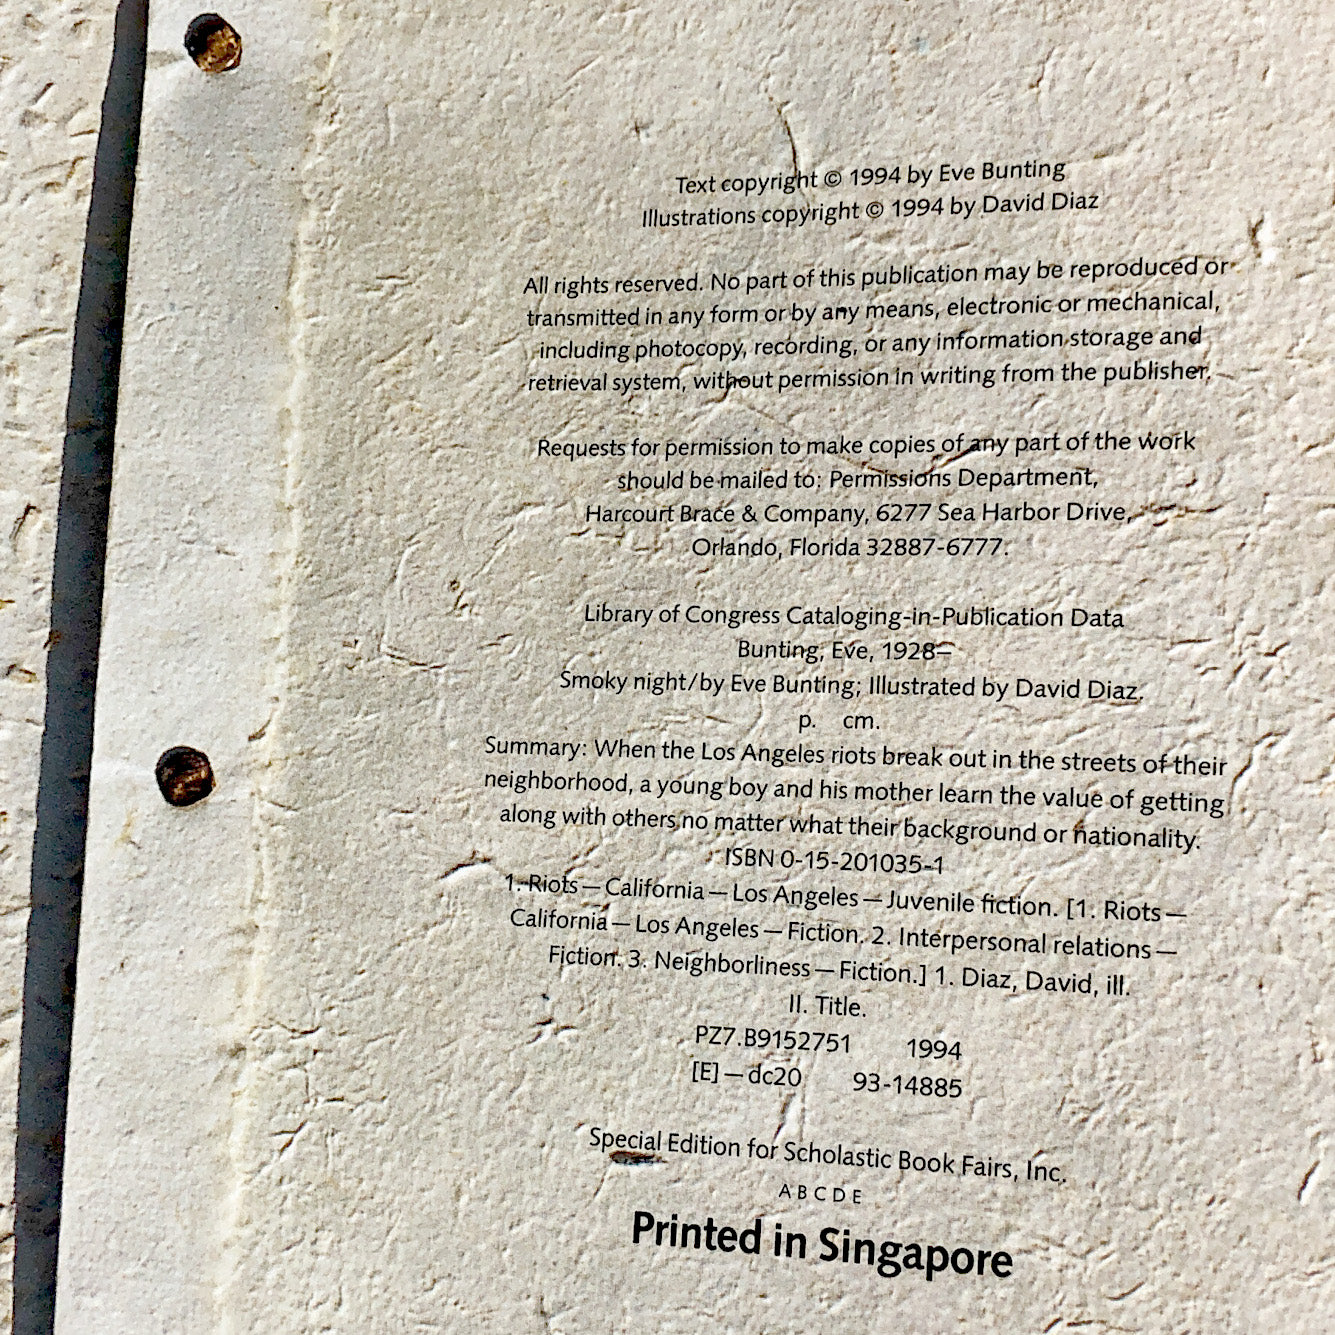 Text copyright © 1994 by Eve Bunting
Illustrations copyright © 1994 by David Diaz
All rights reserved. No part of this publication may be reproduced or
transmitted in any form or by any means, electronic or mechanical,
including photocopy, recording, or any information storage and
retrieval system, without permission in writing from the publisher.
Requests for permission to make copies of any part of the work
should be mailed to: Permissions Department,
Harcourt Brace & Company, 6277 Sea Harbor Drive,
Orlando, Florida 32887-6777.
Library of Congress Cataloging-in-Publication Data
Bunting, Eve, 1928–
Smoky night/by Eve Bunting; Illustrated by David Diaz.
p. cm.
Summary: When the Los Angeles riots break out in the streets of their
neighborhood, a young boy and his mother learn the value of getting
along with others no matter what their background or nationality.
ISBN 0-15-201035-1
1. Riots—California—Los Angeles—Juvenile fiction. [1. Riots—
California—Los Angeles—Fiction. 2. Interpersonal relations—
Fiction. 3. Neighborliness—Fiction.] 1. Diaz, David, ill.
II. Title.
PZ7.B9152751 1994
[E]—dc20 93-14885
Special Edition for Scholastic Book Fairs, Inc.
A B C D E
Printed in Singapore